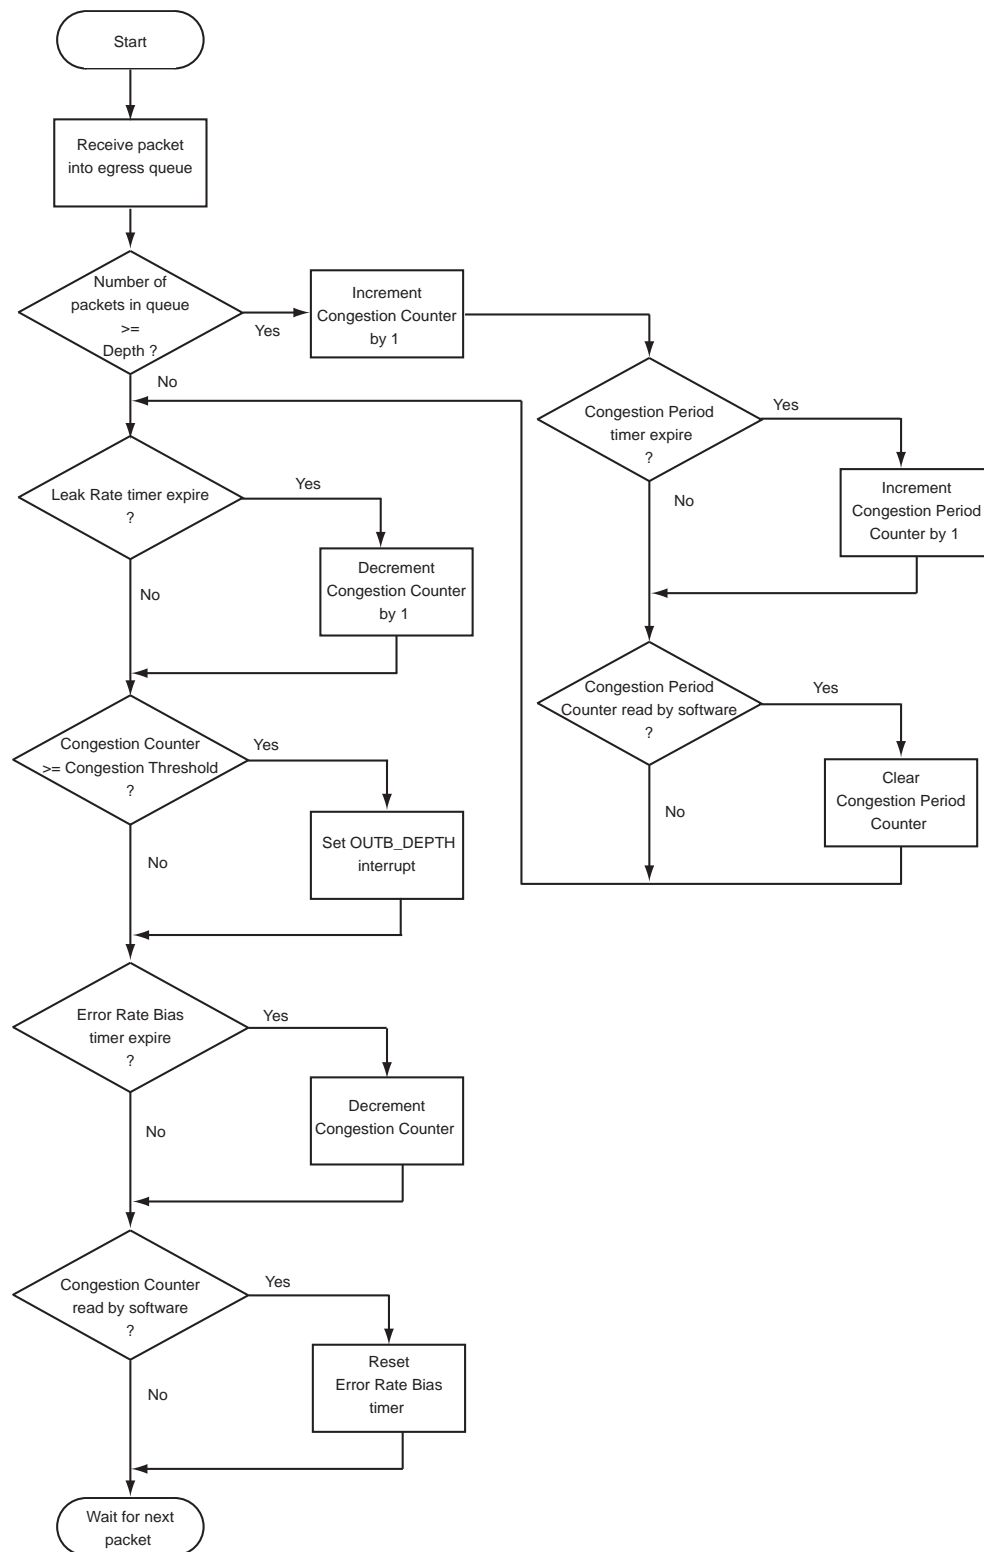 Start
Receive packet
into egress queue
Number of
packets in queue
>=
Depth ?
Yes
Increment
Congestion Counter
by 1
No
Congestion Period
timer expire
?
Yes
Increment
Congestion Period
Counter by 1
No
Leak Rate timer expire
?
Yes
Decrement
Congestion Counter
by 1
No
Congestion Period
Counter read by software
?
Yes
Clear
Congestion Period
Counter
No
Congestion Counter
>= Congestion Threshold
?
Yes
Set OUTB_DEPTH
interrupt
No
Error Rate Bias
timer expire
?
Yes
Decrement
Congestion Counter
No
Congestion Counter
read by software
?
Yes
Reset
Error Rate Bias
timer
No
Wait for next
packet